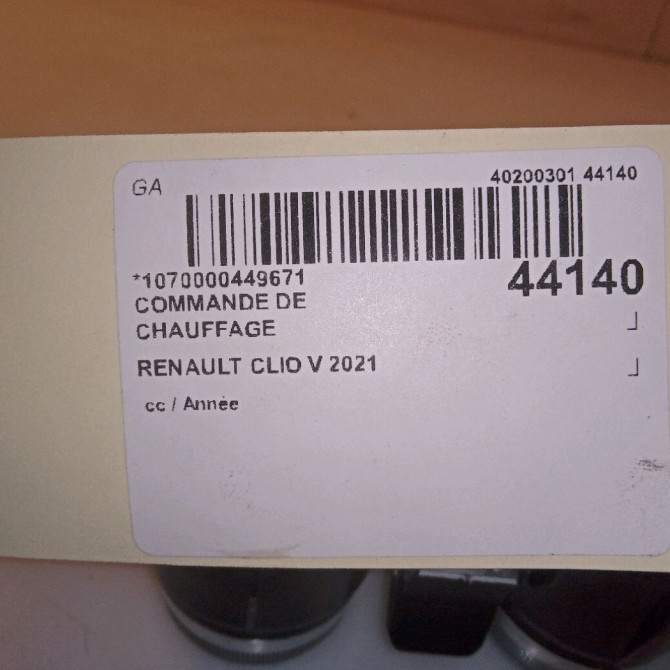 GA
40200301 44140
*1070000449671
44140
COMMANDE DE
CHAUFFAGE
RENAULT CLIO V 2021
cc / Année